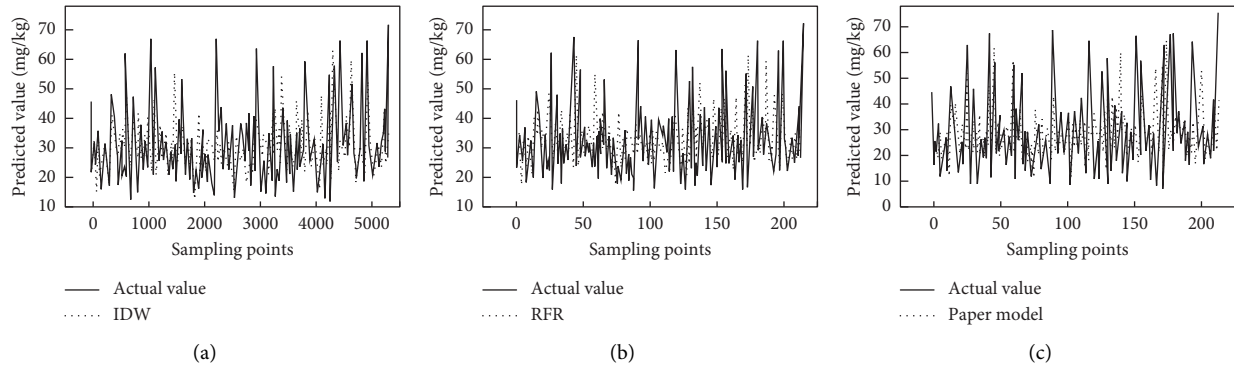 (a)
Predicted value (mg/kg)
70
60
50
40
30
20
10
0 1000 2000 3000 4000 5000
Sampling points
Actual value
IDW
(b)
Predicted value (mg/kg)
70
60
50
40
30
20
10
0 50 100 150 200
Sampling points
Actual value
RFR
(c)
Predicted value (mg/kg)
70
60
50
40
30
20
10
0
0 50 100 150 200
Sampling points
Actual value
Paper model